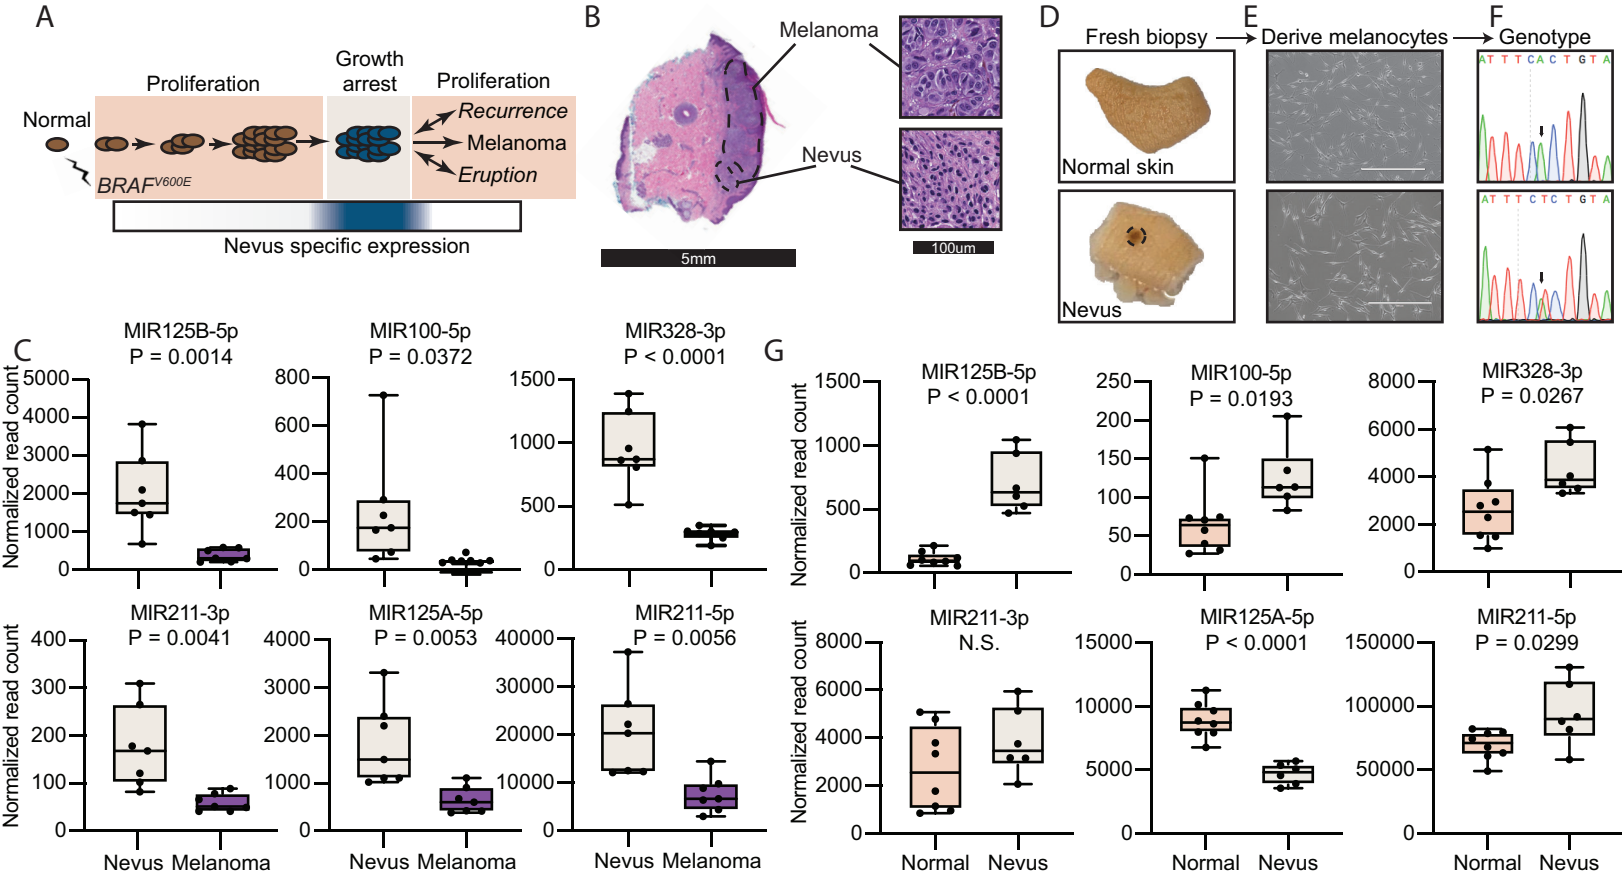 A
Normal
BRAFV600E
Proliferation
Growth
arrest
Proliferation
Recurrence
Melanoma
Eruption
Nevus specific expression
B
Melanoma
Nevus
5mm
100um
D
Fresh biopsy
Normal skin
Nevus
E
Derive melanocytes
F
Genotype
A T T T C A C T G T A
A T T T C T C T G T A
C
Normalized read count
MIR125B-5p
P = 0.0014
5000
4000
3000
2000
1000
0
MIR100-5p
P = 0.0372
800
600
400
200
0
MIR328-3p
P < 0.0001
1500
1000
500
0
Normalized read count
MIR211-3p
P = 0.0041
400
300
200
100
0
Nevus Melanoma
MIR125A-5p
P = 0.0053
4000
3000
2000
1000
0
Nevus Melanoma
MIR211-5p
P = 0.0056
40000
30000
20000
10000
0
Nevus Melanoma
G
Normalized read count
MIR125B-5p
P < 0.0001
1500
1000
500
0
MIR100-5p
P = 0.0193
250
200
150
100
50
0
MIR328-3p
P = 0.0267
8000
6000
4000
2000
0
Normalized read count
MIR211-3p
N.S.
8000
6000
4000
2000
0
Normal Nevus
MIR125A-5p
P < 0.0001
15000
10000
5000
0
Normal Nevus
MIR211-5p
P = 0.0299
150000
100000
50000
0
Normal Nevus